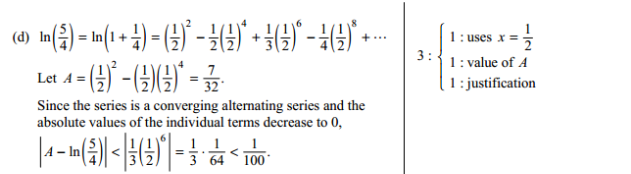 (d) ln(5/4) = ln(1 + 1/4) = (1/2)² − 1/2(1/2)⁴ + 1/3(1/2)⁶ − 1/4(1/2)⁸ + ⋯
Let A = (1/2)² − (1/2)(1/2)⁴ = 7/32.
Since the series is a converging alternating series and the
absolute values of the individual terms decrease to 0,
|A − ln(5/4)| < |1/3(1/2)⁶| = 1/3 · 1/64 < 1/100.
3 : { 1 : uses x = 1/2
1 : value of A
1 : justification